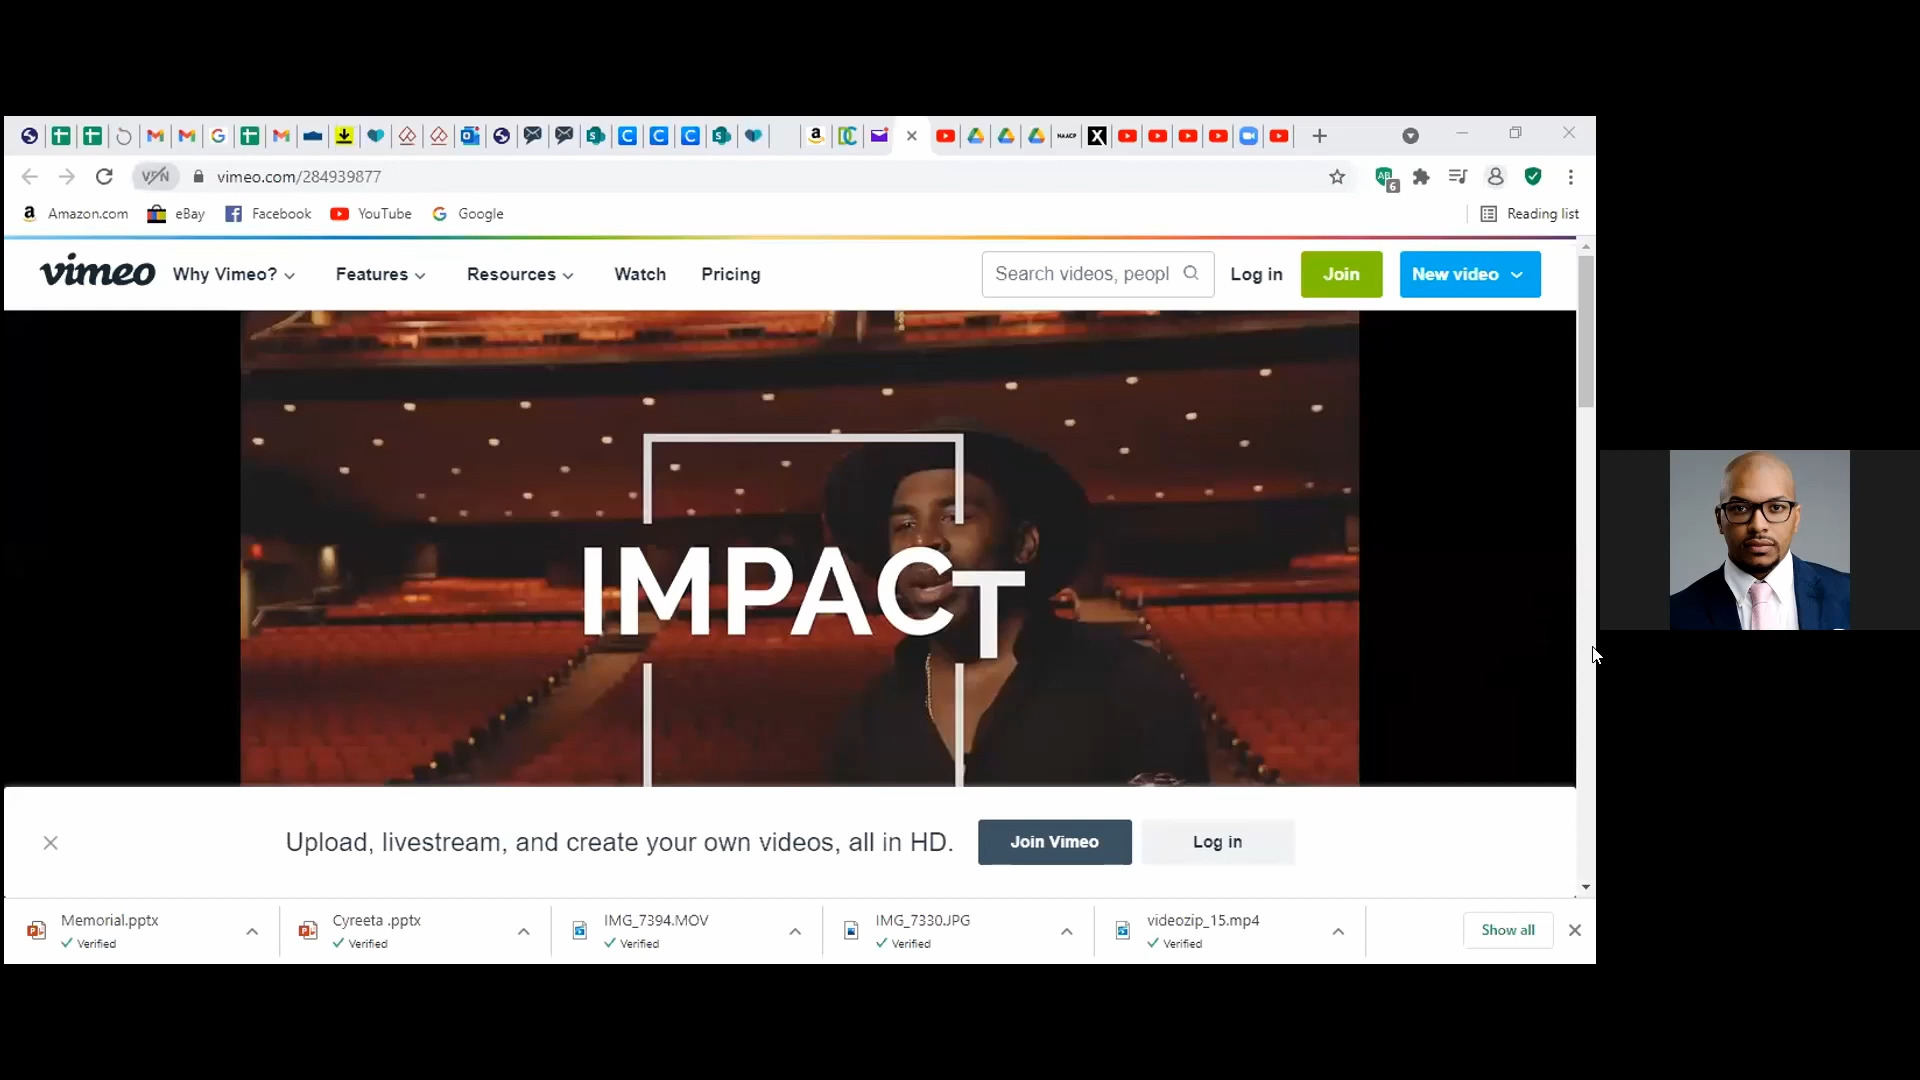 VPN
vimeo.com/284939877
6
Amazon.com
eBay
Facebook
YouTube
Google
Reading list
vimeo
Why Vimeo?
Features
Resources
Watch
Pricing
Search videos, peopl
Log in
Join
New video
IMPACT
Upload, livestream, and create your own videos, all in HD.
Join Vimeo
Log in
Memorial.pptx
Verified
Cyreeta .pptx
Verified
IMG_7394.MOV
Verified
IMG_7330.JPG
Verified
videozip_15.mp4
Verified
Show all